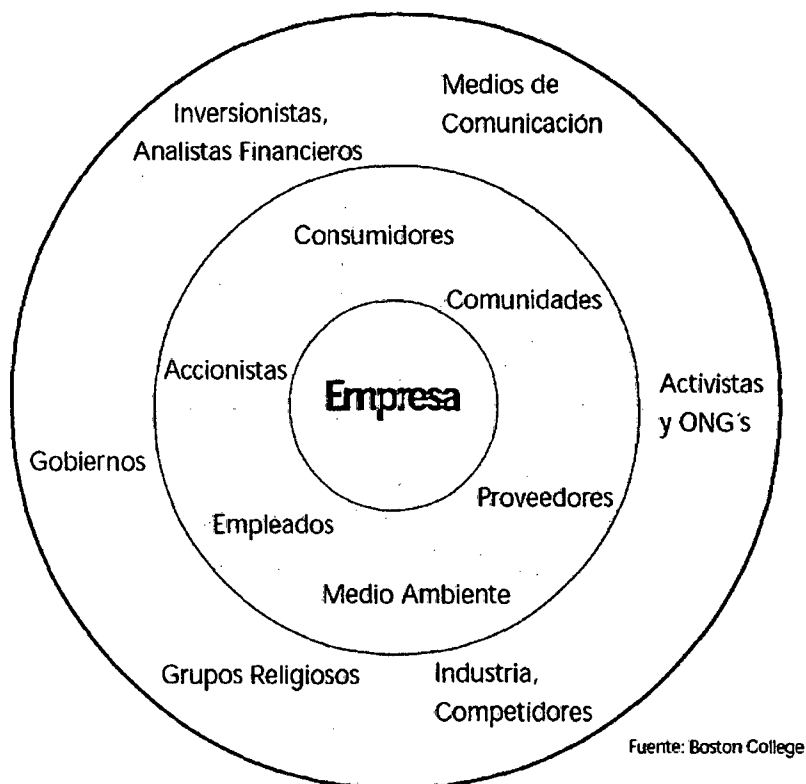 Medios de
Comunicación
Inversionistas,
Analistas Financieros
Consumidores
Comunidades
Accionistas
Empresa
Activistas
y ONG´s
Gobiernos
Proveedores
Empleados
Medio Ambiente
Grupos Religiosos
Industria,
Competidores
Fuente: Boston College